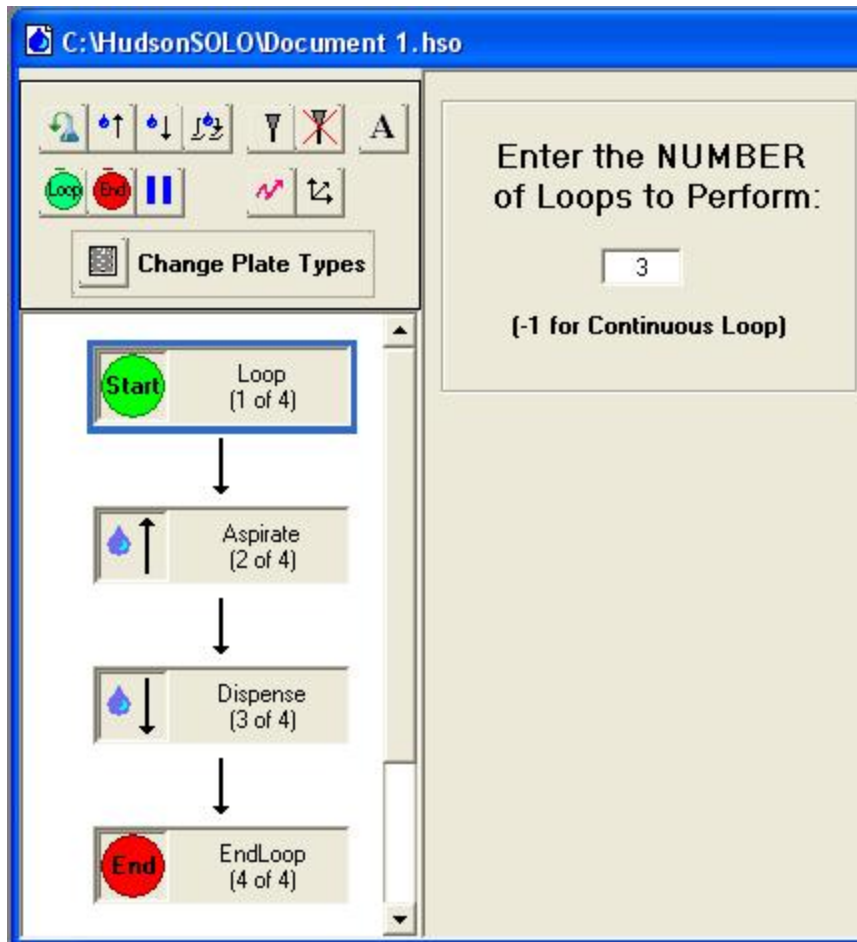 C:\HudsonSOLO\Document 1.hso
A
Loop End
Change Plate Types
Start Loop
(1 of 4)
Aspirate
(2 of 4)
Dispense
(3 of 4)
End EndLoop
(4 of 4)
Enter the NUMBER
of Loops to Perform:
3
(-1 for Continuous Loop)